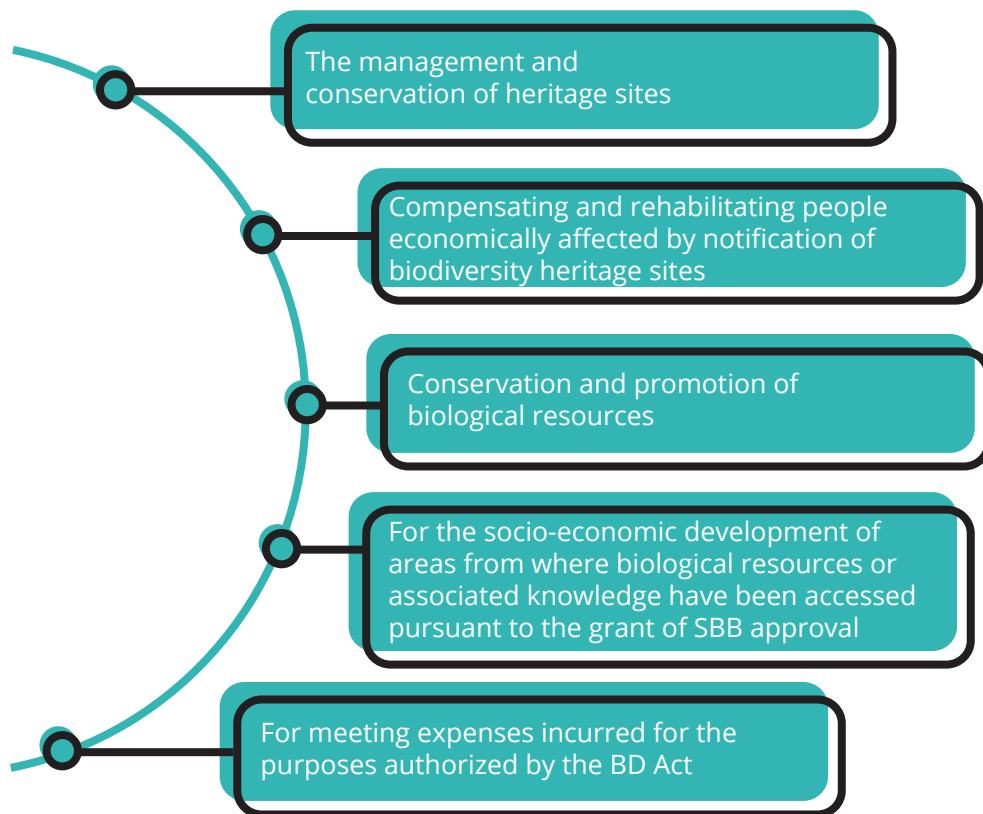 The management and
conservation of heritage sites
Compensating and rehabilitating people
economically affected by notification of
biodiversity heritage sites
Conservation and promotion of
biological resources
For the socio-economic development of
areas from where biological resources or
associated knowledge have been accessed
pursuant to the grant of SBB approval
For meeting expenses incurred for the
purposes authorized by the BD Act